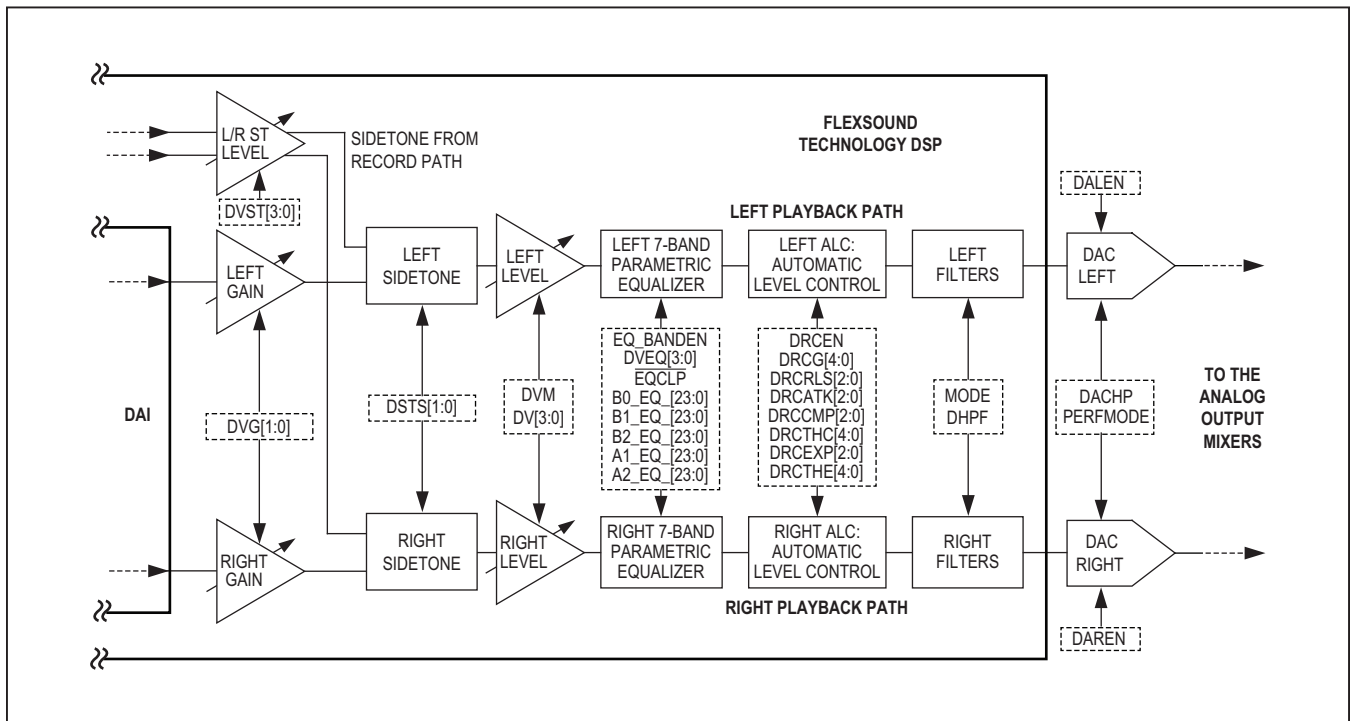 L/R ST
LEVEL
SIDETONE FROM
RECORD PATH
FLEXSOUND
TECHNOLOGY DSP
DVST[3:0]
DALEN
LEFT PLAYBACK PATH
LEFT
GAIN
LEFT
SIDETONE
LEFT
LEVEL
LEFT 7-BAND
PARAMETRIC
EQUALIZER
LEFT ALC:
AUTOMATIC
LEVEL CONTROL
LEFT
FILTERS
DAC
LEFT
DAI
DVG[1:0]
DSTS[1:0]
DVM
DV[3:0]
EQ_BANDEN
DVEQ[3:0]
EQCLP
B0_EQ_[23:0]
B1_EQ_[23:0]
B2_EQ_[23:0]
A1_EQ_[23:0]
A2_EQ_[23:0]
DRCEN
DRCG[4:0]
DRCRLS[2:0]
DRCATK[2:0]
DRCCMP[2:0]
DRCTHC[4:0]
DRCEXP[2:0]
DRCTHE[4:0]
MODE
DHPF
DACHP
PERFMODE
TO THE
ANALOG
OUTPUT
MIXERS
RIGHT
GAIN
RIGHT
SIDETONE
RIGHT
LEVEL
RIGHT 7-BAND
PARAMETRIC
EQUALIZER
RIGHT ALC:
AUTOMATIC
LEVEL CONTROL
RIGHT
FILTERS
DAC
RIGHT
RIGHT PLAYBACK PATH
DAREN